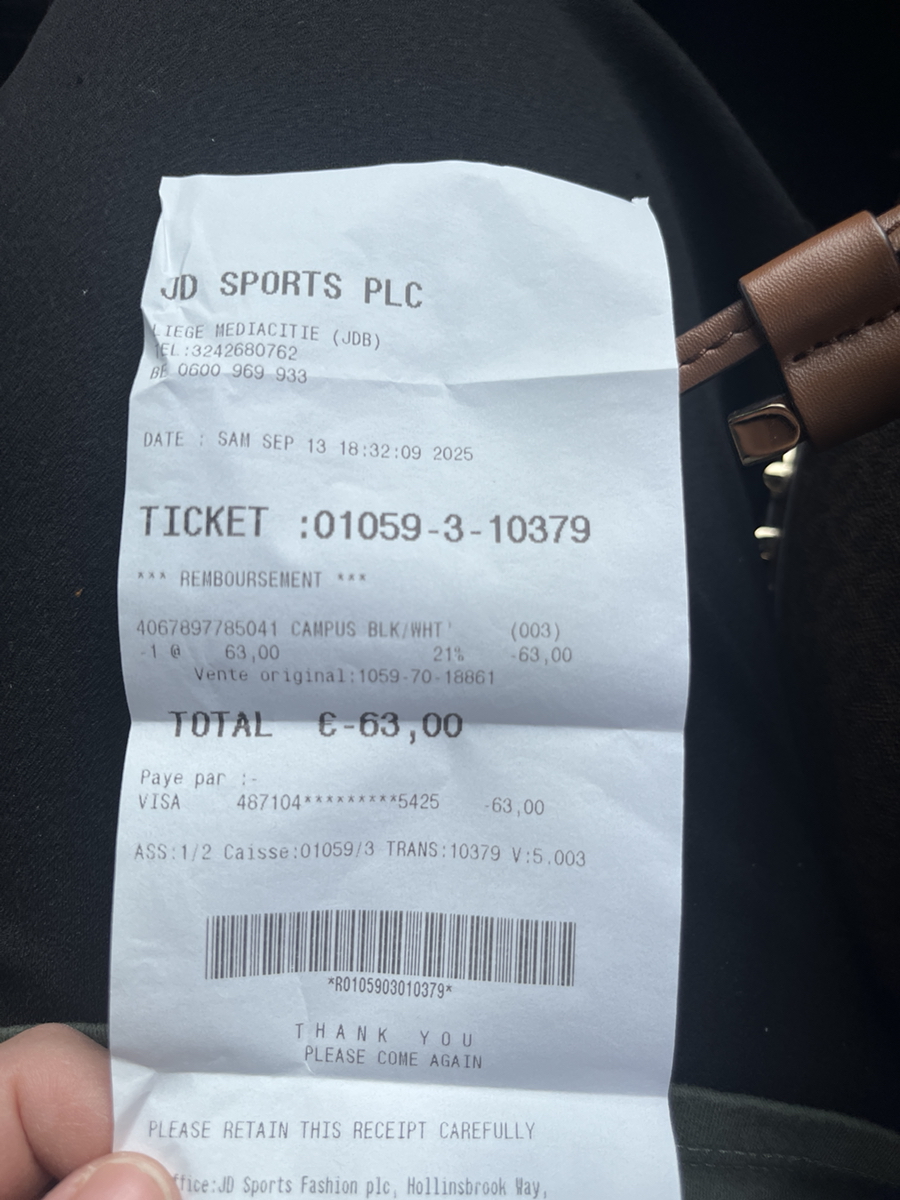 JD SPORTS PLC
LIEGE MEDIACITIE (JDB)
TEL:3242680762
BE 0600 969 933
DATE : SAM SEP 13 18:32:09 2025
TICKET :01059-3-10379
*** REMBOURSEMENT ***
4067897785041 CAMPUS BLK/WHT' (003)
-1 @ 63,00 21% -63,00
Vente original:1059-70-18861
TOTAL €-63,00
Paye par :-
VISA 487104*********5425 -63,00
ASS:1/2 Caisse:01059/3 TRANS:10379 V:5.003
*R0105903010379*
THANK YOU
PLEASE COME AGAIN
PLEASE RETAIN THIS RECEIPT CAREFULLY
JD Sports Fashion plc, Hollinsbrook Way,